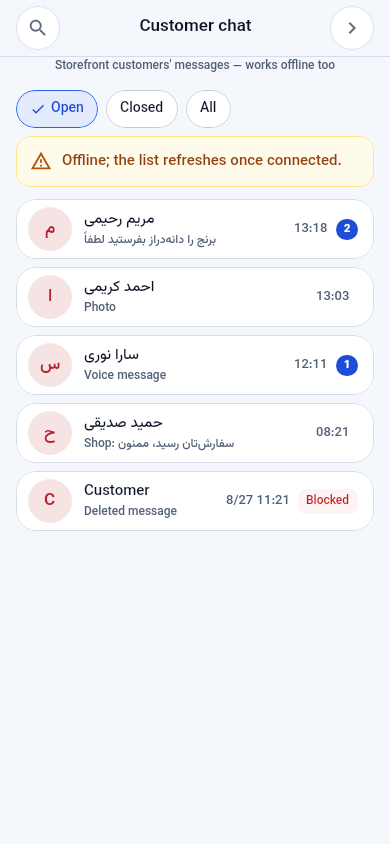 Customer chat
Storefront customers' messages — works offline too
Open
Closed
All
Offline; the list refreshes once connected.
م
مریم رحیمی
13:18
2
برنج را دانه‌دراز بفرستید لطفاً
ا
احمد کریمی
13:03
Photo
س
سارا نوری
12:11
1
Voice message
ح
حمید صدیقی
08:21
Shop: سفارش‌تان رسید، ممنون
C
Customer
8/27 11:21
Blocked
Deleted message